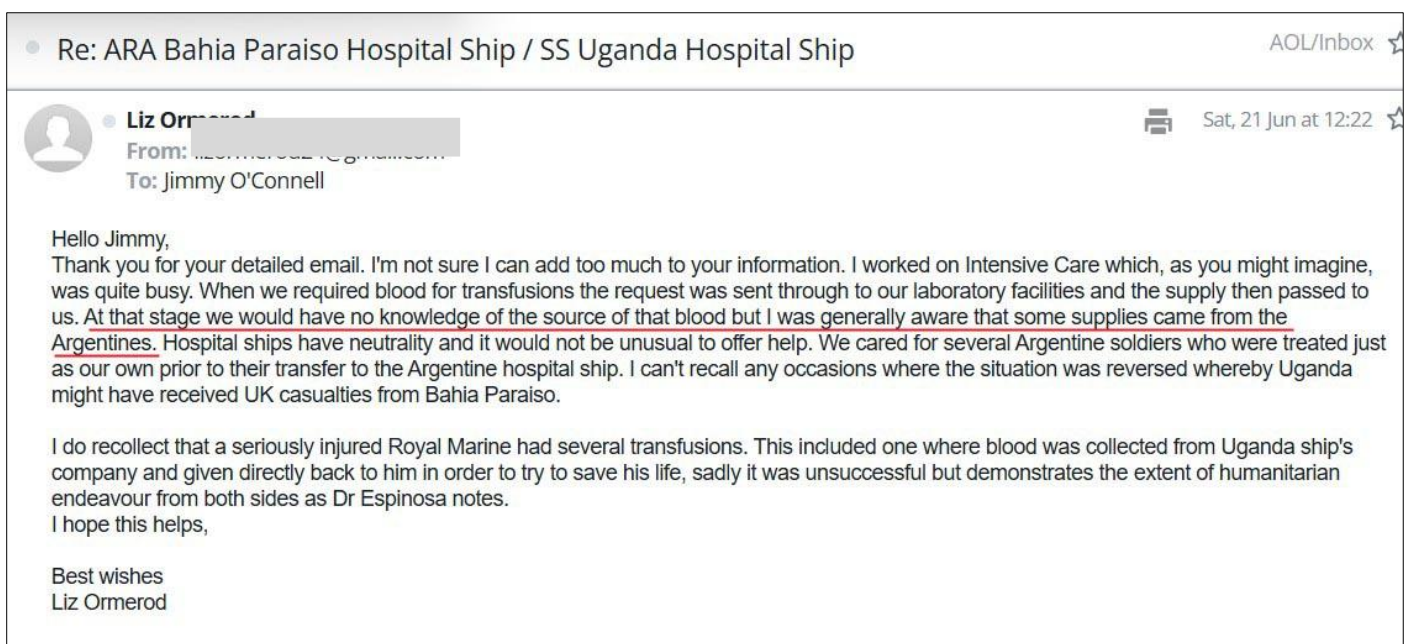 Re: ARA Bahia Paraiso Hospital Ship / SS Uganda Hospital Ship
AOL/Inbox
Liz Ormerod
From:
Sat, 21 Jun at 12:22
To: Jimmy O'Connell
Hello Jimmy,
Thank you for your detailed email. I'm not sure I can add too much to your information. I worked on Intensive Care which, as you might imagine,
was quite busy. When we required blood for transfusions the request was sent through to our laboratory facilities and the supply then passed to
us. At that stage we would have no knowledge of the source of that blood but I was generally aware that some supplies came from the
Argentines. Hospital ships have neutrality and it would not be unusual to offer help. We cared for several Argentine soldiers who were treated just
as our own prior to their transfer to the Argentine hospital ship. I can't recall any occasions where the situation was reversed whereby Uganda
might have received UK casualties from Bahia Paraiso.
I do recollect that a seriously injured Royal Marine had several transfusions. This included one where blood was collected from Uganda ship's
company and given directly back to him in order to try to save his life, sadly it was unsuccessful but demonstrates the extent of humanitarian
endeavour from both sides as Dr Espinosa notes.
I hope this helps,
Best wishes
Liz Ormerod